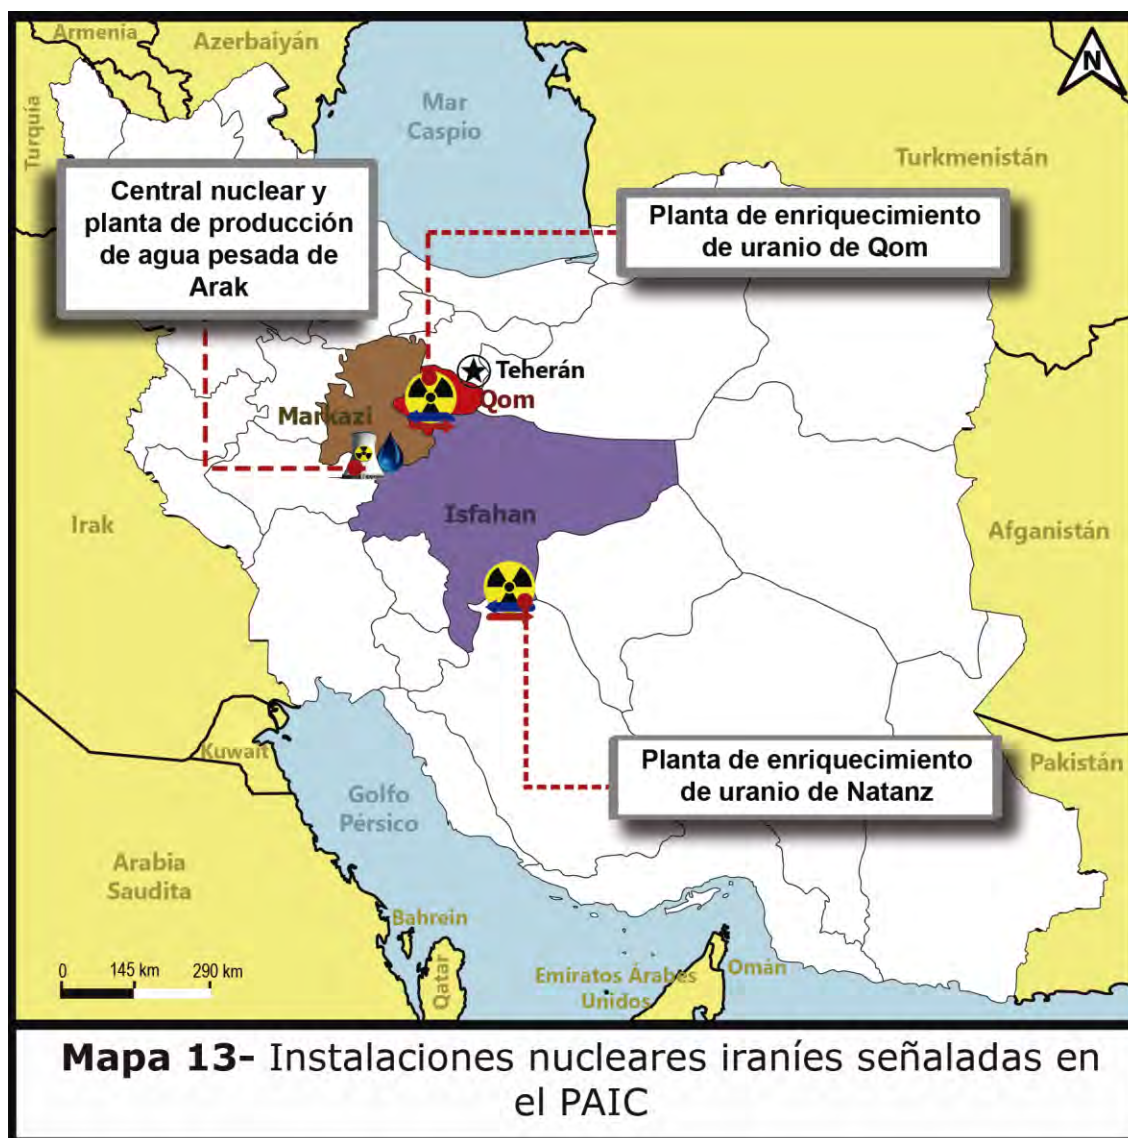 Armenia
Azerbaiyán
N
Turquía
Mar
Caspio
Turkmenistán
Central nuclear y
planta de producción
de agua pesada de
Arak
Planta de enriquecimiento
de uranio de Qom
Teherán
Qom
Markazi
Isfahan
Irak
Afganistán
Planta de enriquecimiento
de uranio de Natanz
Kuwait
Pakistán
Golfo
Pérsico
Arabia
Saudita
Bahrein
Qatar
Emiratos Árabes
Unidos
Omán
0 145 km 290 km
Mapa 13- Instalaciones nucleares iraníes señaladas en
el PAIC